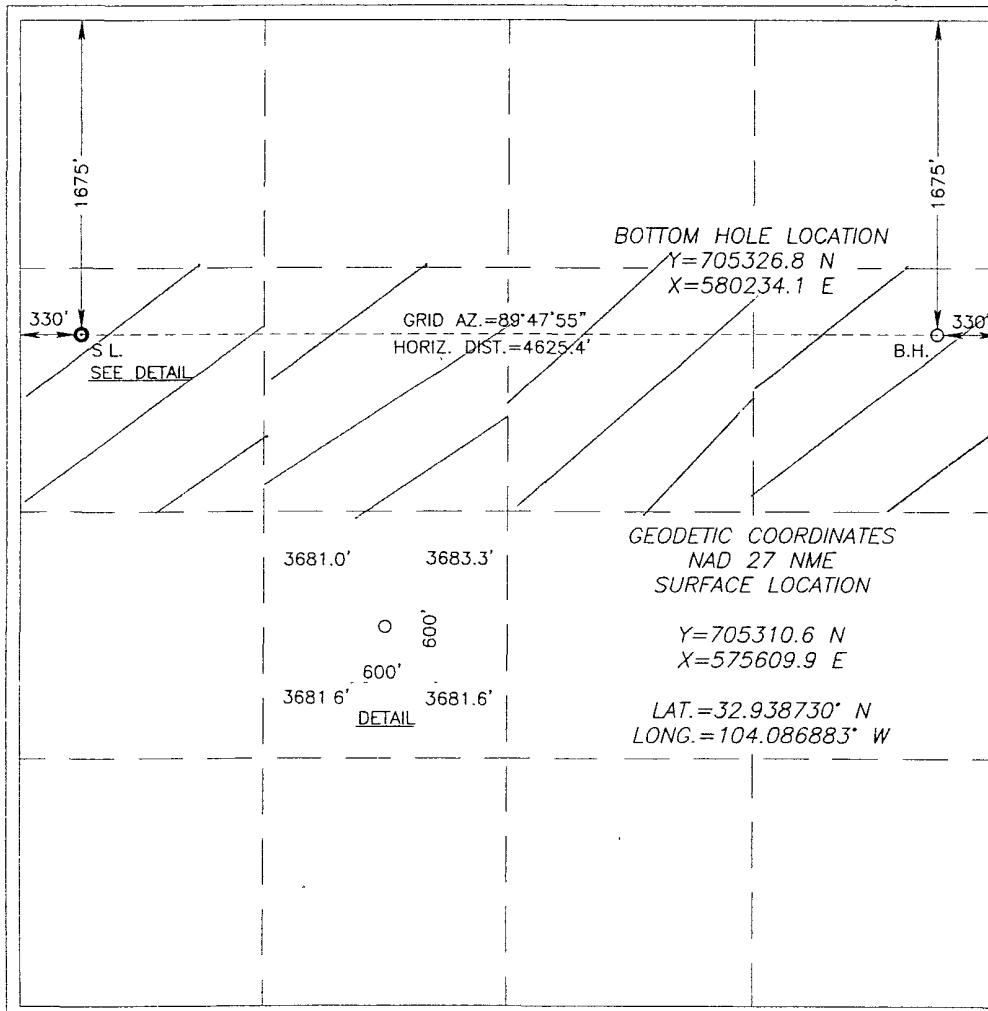 1675'
1675'
BOTTOM HOLE LOCATION
Y=705326.8 N
X=580234.1 E
330'
GRID AZ.=89°47'55"
330'
S L.
HORIZ. DIST.=4625.4'
B.H.
SEE DETAIL
GEODETIC COORDINATES
NAD 27 NME
SURFACE LOCATION
3681.0'
3683.3'
600'
600'
3681 6'
3681.6'
DETAIL
Y=705310.6 N
X=575609.9 E
LAT.=32.938730° N
LONG.=104.086883° W